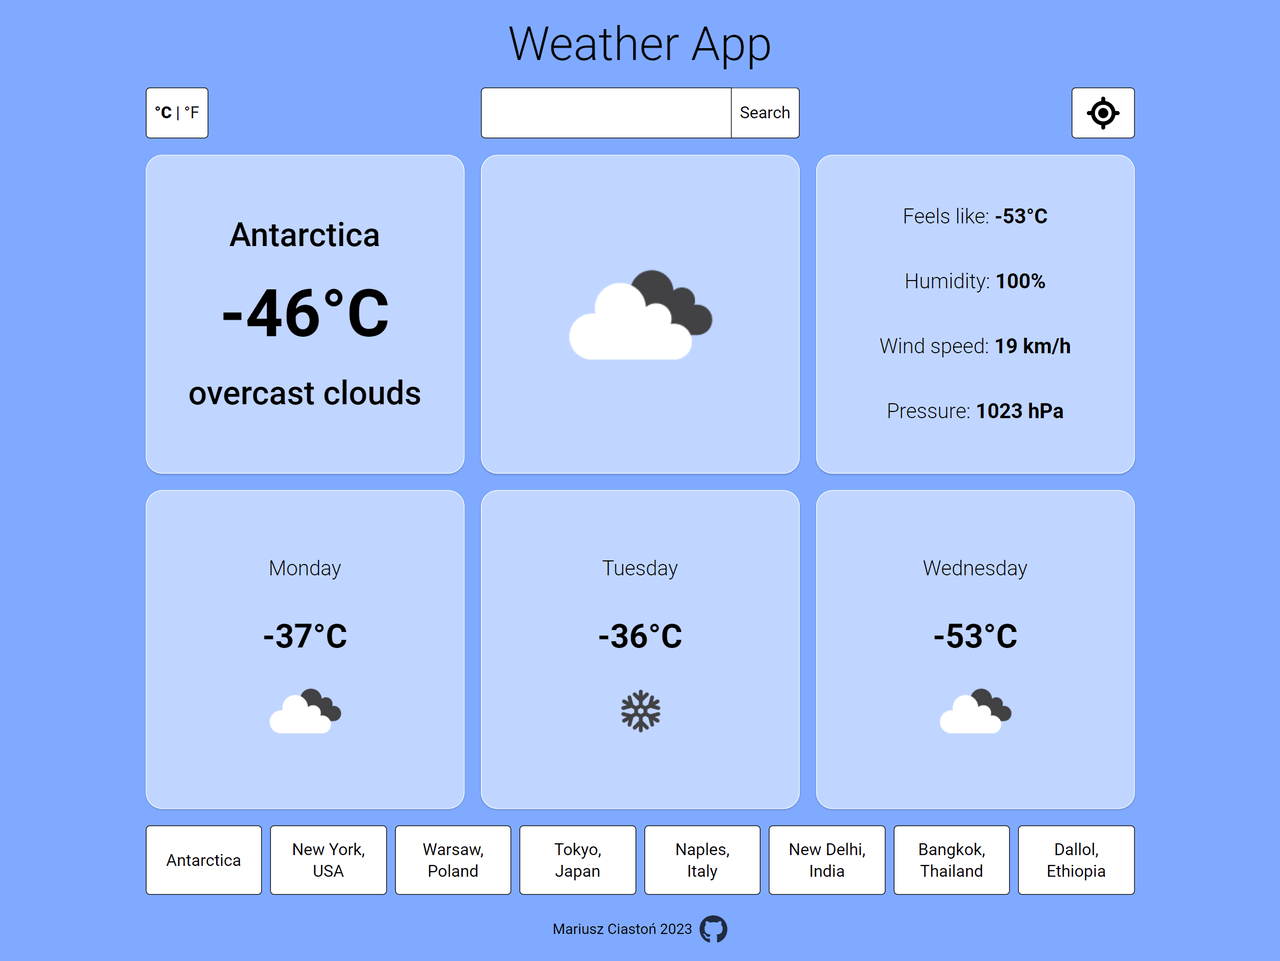 Weather App
°C | °F
Search
Antarctica
-46°C
overcast clouds
Feels like: -53°C
Humidity: 100%
Wind speed: 19 km/h
Pressure: 1023 hPa
Monday
-37°C
Tuesday
-36°C
Wednesday
-53°C
Antarctica
New York,
USA
Warsaw,
Poland
Tokyo,
Japan
Naples,
Italy
New Delhi,
India
Bangkok,
Thailand
Dallol,
Ethiopia
Mariusz Ciastoń 2023